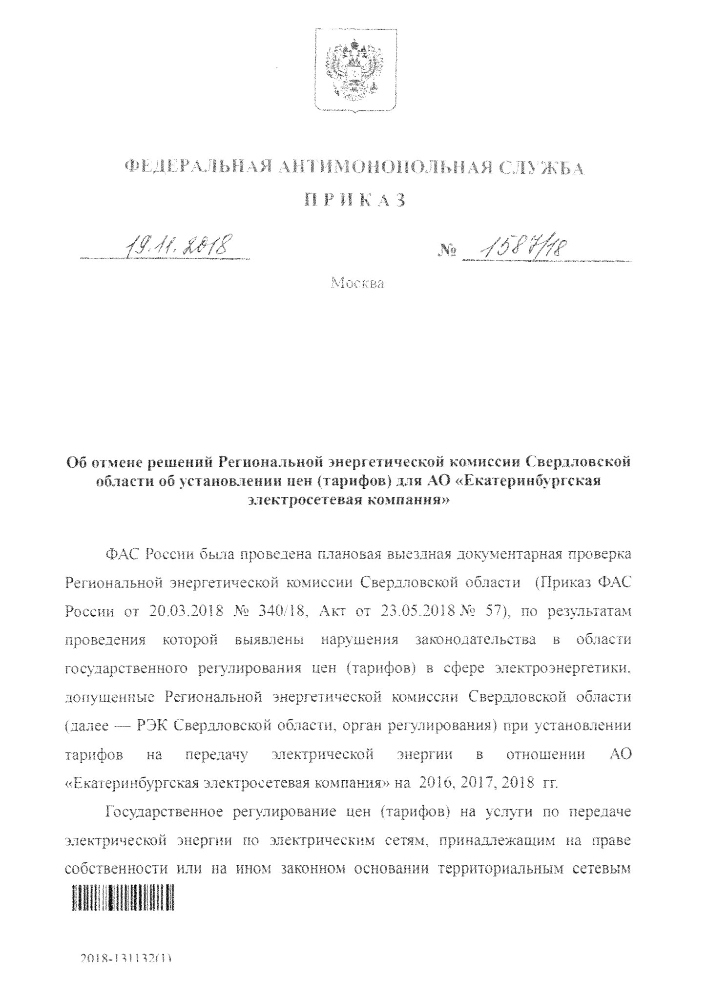 ФЕДЕРАЛЬНАЯ АНТИМОНОПОЛЬНАЯ СЛУЖБА
П Р И К А З
19.11.2018 № 1587/18
Москва
Об отмене решений Региональной энергетической комиссии Свердловской
области об установлении цен (тарифов) для АО «Екатеринбургская
электросетевая компания»
ФАС России была проведена плановая выездная документарная проверка
Региональной энергетической комиссии Свердловской области (Приказ ФАС
России от 20.03.2018 № 340/18, Акт от 23.05.2018 № 57), по результатам
проведения которой выявлены нарушения законодательства в области
государственного регулирования цен (тарифов) в сфере электроэнергетики,
допущенные Региональной энергетической комиссии Свердловской области
(далее — РЭК Свердловской области, орган регулирования) при установлении
тарифов на передачу электрической энергии в отношении АО
«Екатеринбургская электросетевая компания» на 2016, 2017, 2018 гг.
Государственное регулирование цен (тарифов) на услуги по передаче
электрической энергии по электрическим сетям, принадлежащим на праве
собственности или на ином законном основании территориальным сетевым
2018-131132(1)